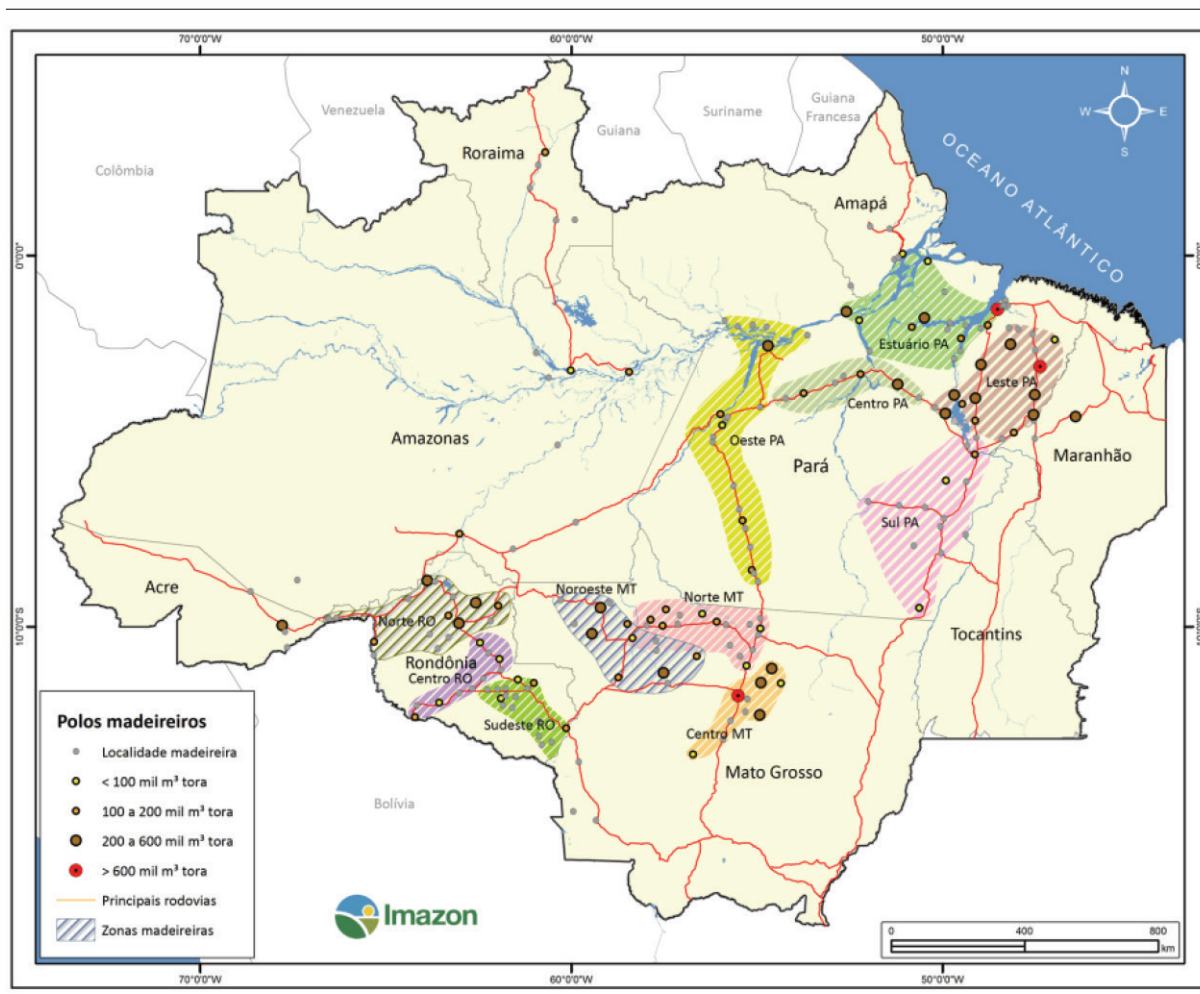 70°0'0"W
60°0'0"W
50°0'0"W
Venezuela
Guiana
Suriname
Guiana
Francesa
Colômbia
N
W
E
S
OCEANO ATLÂNTICO
Roraima
Amapá
0°0'0"
Estuário PA
Leste PA
Centro PA
Amazonas
Oeste PA
Pará
Maranhão
Sul PA
Acre
Noroeste MT
Norte MT
10°0'0"S
Norte RO
Tocantins
Rondônia
Centro RO
Sudeste RO
Centro MT
Mato Grosso
Bolívia
Polos madeireiros
Localidade madeireira
< 100 mil m³ tora
100 a 200 mil m³ tora
200 a 600 mil m³ tora
> 600 mil m³ tora
Principais rodovias
Zonas madeireiras
Imazon
0
400
800
km
70°0'0"W
60°0'0"W
50°0'0"W